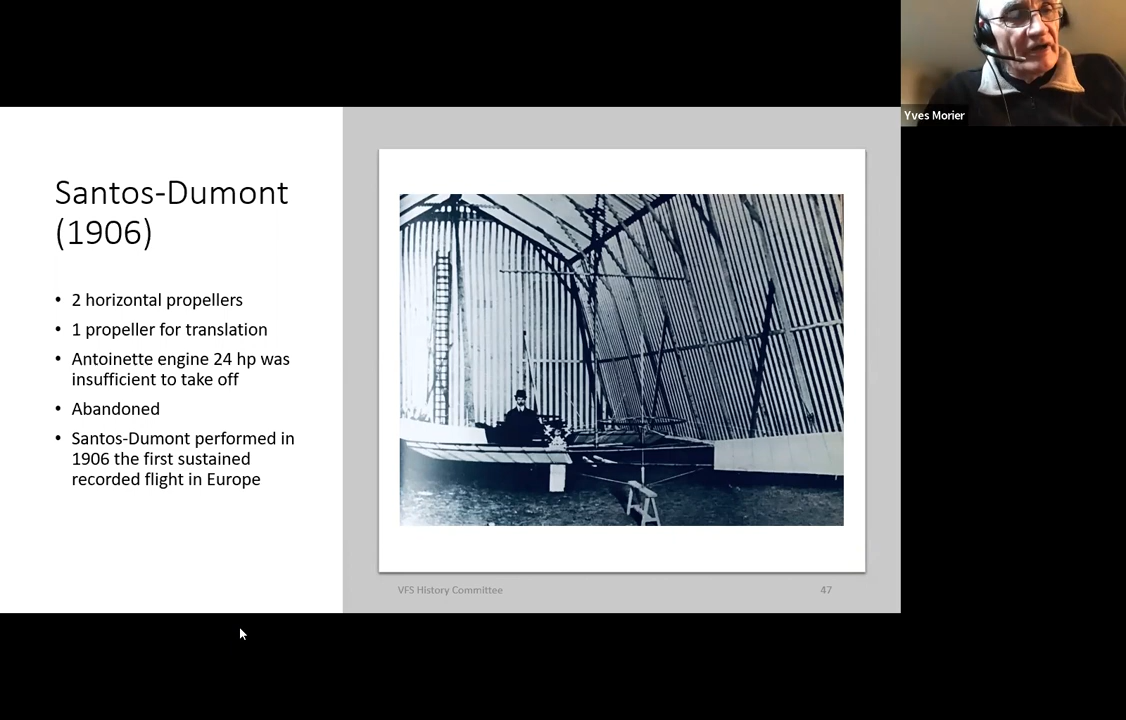 Yves Morier
Santos-Dumont
(1906)
• 2 horizontal propellers
• 1 propeller for translation
• Antoinette engine 24 hp was
insufficient to take off
• Abandoned
• Santos-Dumont performed in
1906 the first sustained
recorded flight in Europe
VFS History Committee
47